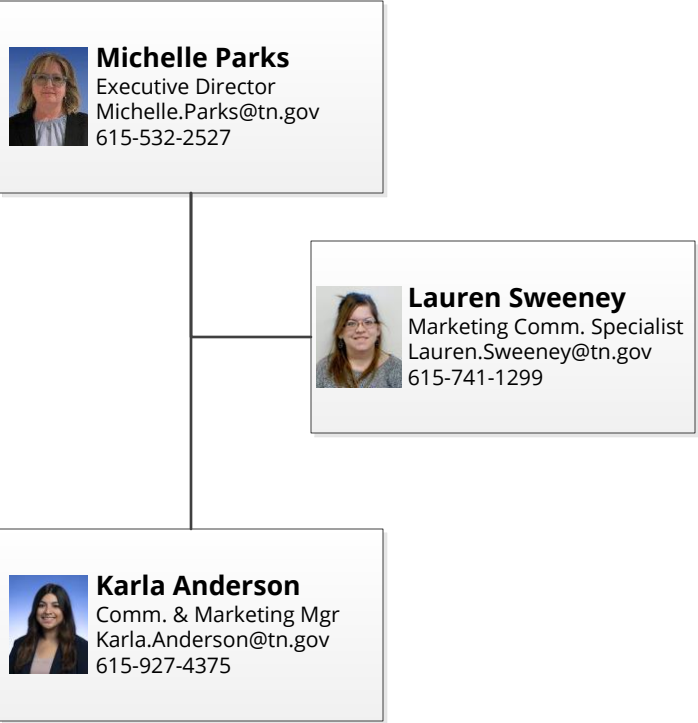 Michelle Parks
Executive Director
Michelle.Parks@tn.gov
615-532-2527
Lauren Sweeney
Marketing Comm. Specialist
Lauren.Sweeney@tn.gov
615-741-1299
Karla Anderson
Comm. & Marketing Mgr
Karla.Anderson@tn.gov
615-927-4375